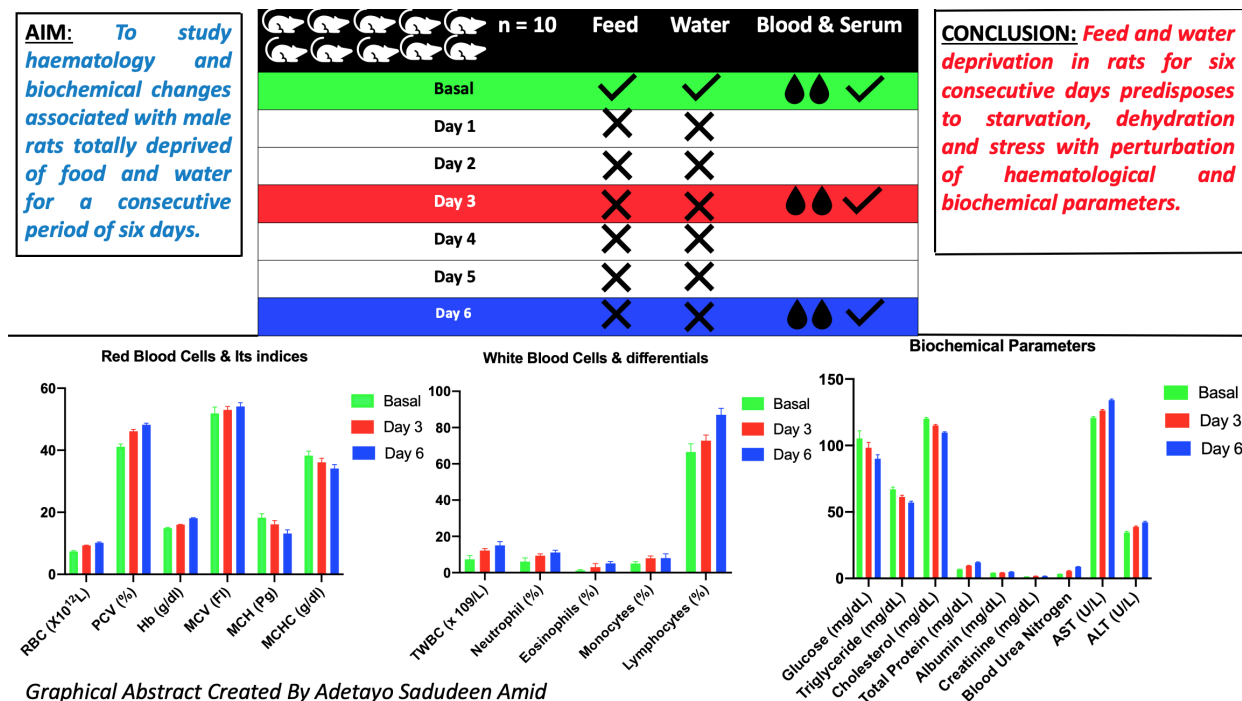 AIM: To study
haematology and
biochemical changes
associated with male
rats totally deprived
of food and water
for a consecutive
period of six days.
n = 10 Feed Water Blood & Serum
Basal
Day 1
Day 2
Day 3
Day 4
Day 5
Day 6
CONCLUSION: Feed and water
deprivation in rats for six
consecutive days predisposes
to starvation, dehydration
and stress with perturbation
of haematological and
biochemical parameters.
Red Blood Cells & Its indices
60
40
20
0
RBC (X10¹²L)
PCV (%)
Hb (g/dl)
MCV (Fl)
MCH (Pg)
MCHC (g/dl)
Basal
Day 3
Day 6
White Blood Cells & differentials
100
80
60
40
20
0
TWBC (x 109/L)
Neutrophil (%)
Eosinophils (%)
Monocytes (%)
Lymphocytes (%)
Basal
Day 3
Day 6
Biochemical Parameters
150
100
50
0
Glucose (mg/dL)
Triglyceride (mg/dL)
Cholesterol (mg/dL)
Total Protein (mg/dL)
Albumin (mg/dL)
Creatinine (mg/dL)
Blood Urea Nitrogen
AST (U/L)
ALT (U/L)
Basal
Day 3
Day 6
Graphical Abstract Created By Adetayo Sadudeen Amid